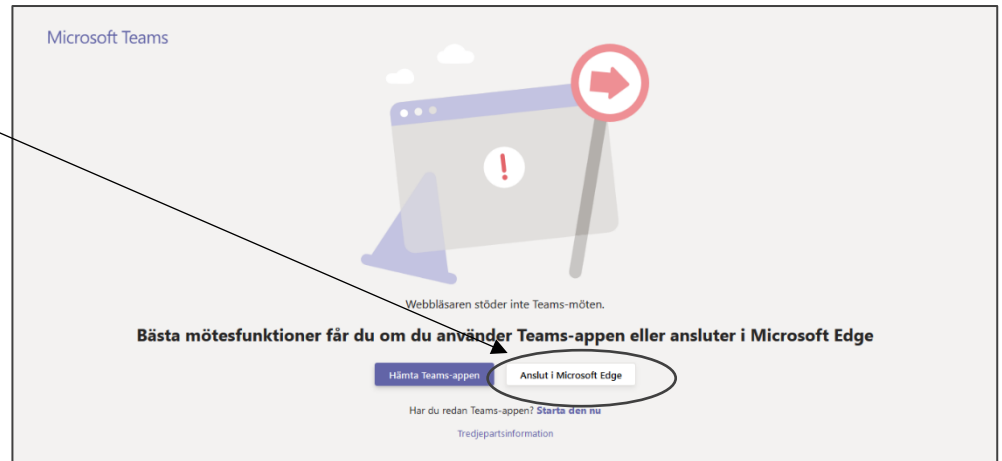 Microsoft Teams
Webbläsaren stöder inte Teams-möten.
Bästa mötesfunktioner får du om du använder Teams-appen eller ansluter i Microsoft Edge
Hämta Teams-appen
Anslut i Microsoft Edge
Har du redan Teams-appen? Starta den nu
Tredjepartsinformation